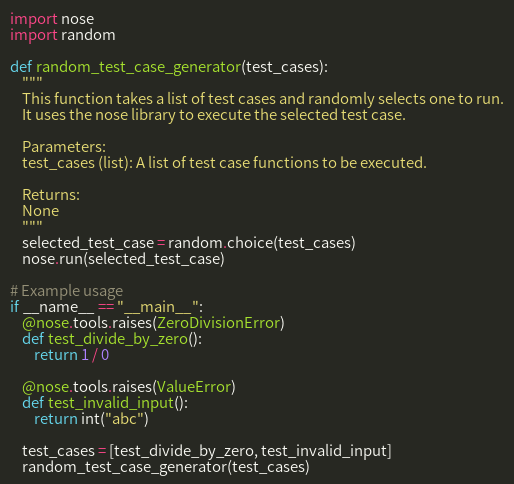 import nose
import random

def random_test_case_generator(test_cases):
    """
    This function takes a list of test cases and randomly selects one to run.
    It uses the nose library to execute the selected test case.

    Parameters:
    test_cases (list): A list of test case functions to be executed.

    Returns:
    None
    """
    selected_test_case = random.choice(test_cases)
    nose.run(selected_test_case)

# Example usage
if __name__ == "__main__":
    @nose.tools.raises(ZeroDivisionError)
    def test_divide_by_zero():
        return 1 / 0

    @nose.tools.raises(ValueError)
    def test_invalid_input():
        return int("abc")

    test_cases = [test_divide_by_zero, test_invalid_input]
    random_test_case_generator(test_cases)